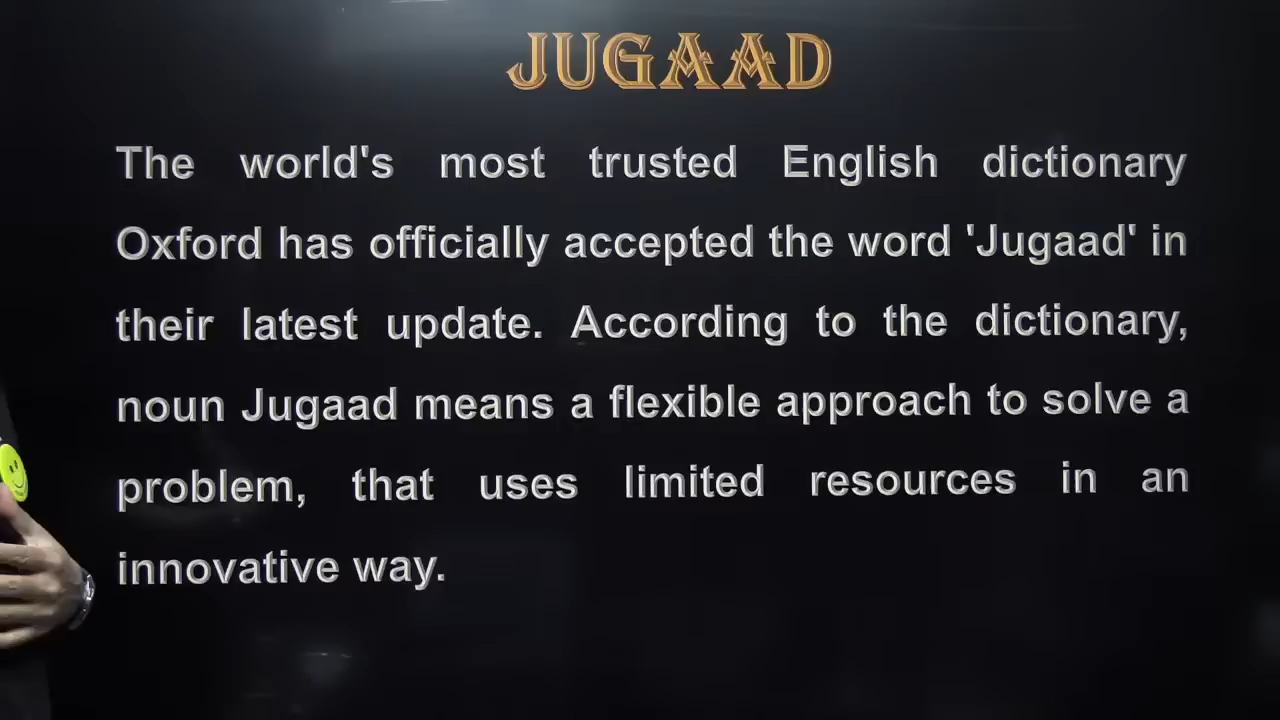 JUGAAD
The world's most trusted English dictionary
Oxford has officially accepted the word 'Jugaad' in
their latest update. According to the dictionary,
noun Jugaad means a flexible approach to solve a
problem, that uses limited resources in an
innovative way.